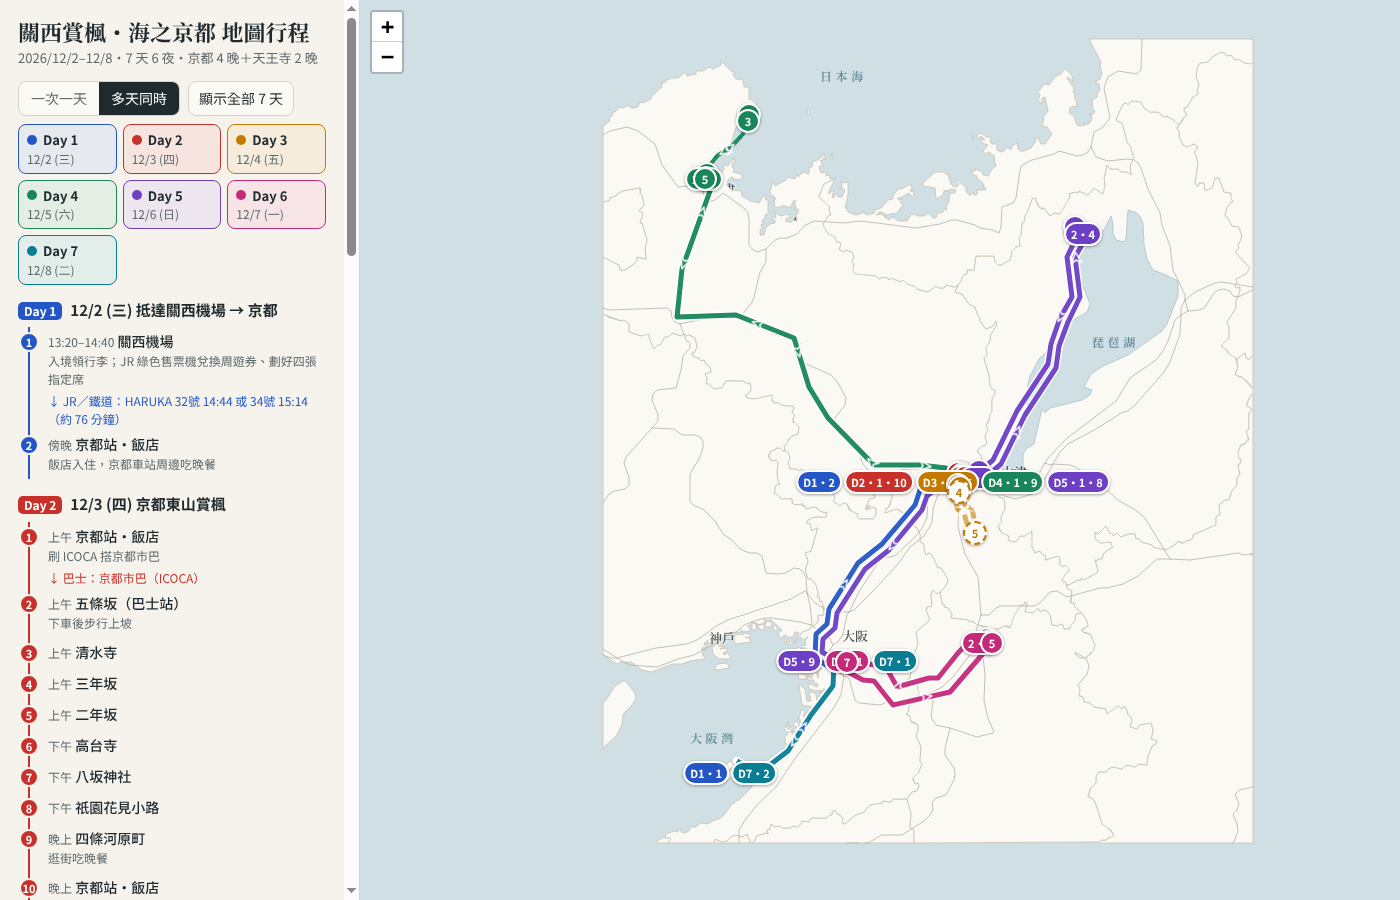 關西賞楓・海之京都 地圖行程
2026/12/2–12/8・7 天 6 夜・京都 4 晚＋天王寺 2 晚
一次一天
多天同時
顯示全部 7 天
Day 1
12/2 (三)
Day 2
12/3 (四)
Day 3
12/4 (五)
Day 4
12/5 (六)
Day 5
12/6 (日)
Day 6
12/7 (一)
Day 7
12/8 (二)
Day 1 12/2 (三) 抵達關西機場 → 京都
1 13:20–14:40 關西機場
入境領行李；JR 綠色售票機兌換周遊券、劃好四張
指定席
↓ JR／鐵道：HARUKA 32號 14:44 或 34號 15:14
（約 76 分鐘）
2 傍晚 京都站・飯店
飯店入住，京都車站周邊吃晚餐
Day 2 12/3 (四) 京都東山賞楓
1 上午 京都站・飯店
刷 ICOCA 搭京都市巴
↓ 巴士：京都市巴（ICOCA）
2 上午 五條坂（巴士站）
下車後步行上坡
3 上午 清水寺
4 上午 三年坂
5 上午 二年坂
6 下午 高台寺
7 下午 八坂神社
8 下午 祇園花見小路
9 晚上 四條河原町
逛街吃晚餐
10 晚上 京都站・飯店
+
−
日本海
3
5
2・4
琵琶湖
D1・2
D2・1・10
D3・
D4・1・9
D5・1・8
4
5
神戶
大阪
D5・9
7
D7・1
2・
5
大阪灣
D1・1
D7・2